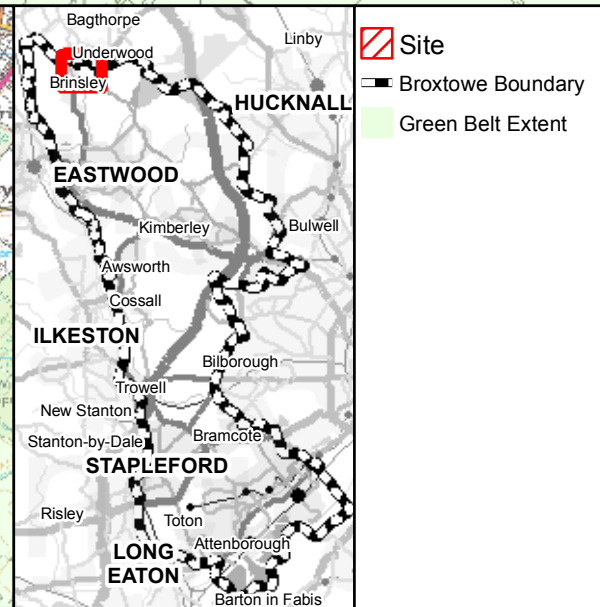 Bagthorpe
Linby
Underwood
Brinsley
HUCKNALL
EASTWOOD
Bulwell
Kimberley
Awsworth
Cossall
ILKESTON
Bilborough
Trowell
New Stanton
Bramcote
Stanton-by-Dale
STAPLEFORD
Risley
Toton
Attenborough
LONG
EATON
Barton in Fabis
Site
Broxtowe Boundary
Green Belt Extent